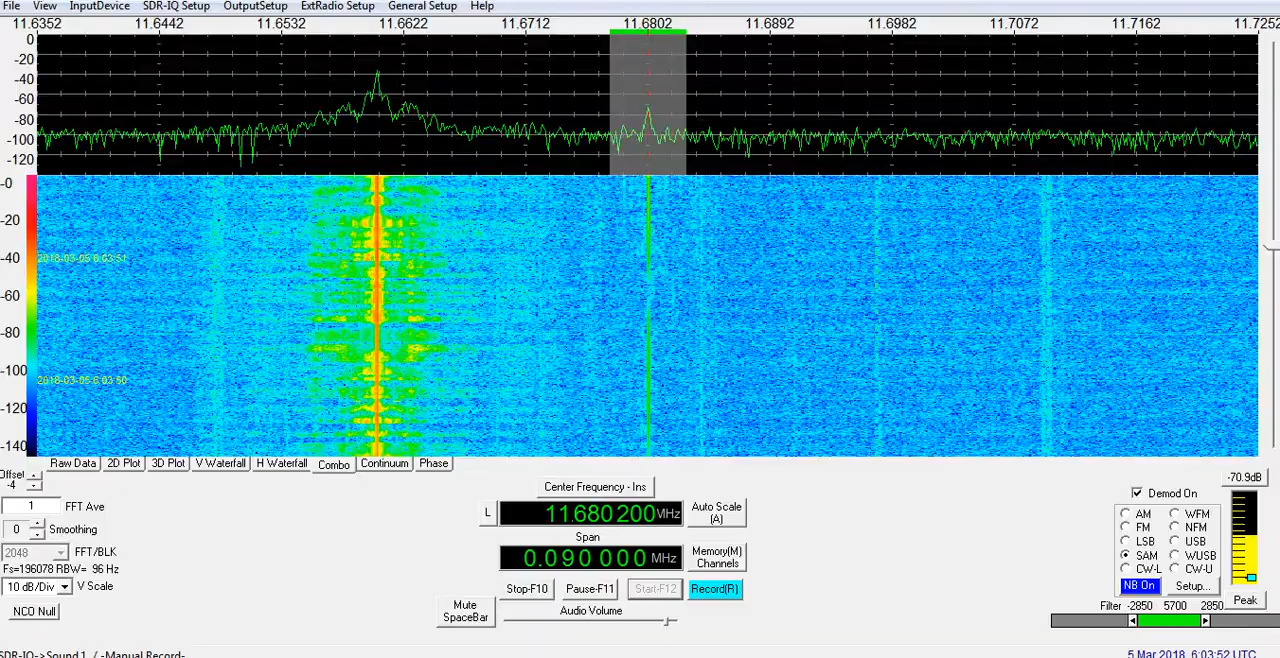 File View InputDevice SDR-IQ Setup OutputSetup ExtRadio Setup General Setup Help
11.6352 11.6442 11.6532 11.6622 11.6712 11.6802 11.6892 11.6982 11.7072 11.7162 11.7252
0
-20
-40
-60
-80
-100
-120
-0
-20
-40
2018-03-05 6:03:51
-60
-80
-100
2018-03-05 6:03:50
-120
-140
Raw Data 2D Plot 3D Plot V Waterfall H Waterfall Combo Continuum Phase
Offset
-4
1 FFT Ave
0 Smoothing
2048 FFT/BLK
Fs=196078 RBW= 96 Hz
10 dB/Div V Scale
NCO Null
Center Frequency - Ins
L 11.680 200 MHz Auto Scale (A)
Span
0.090 000 MHz Memory(M) Channels
Stop-F10 Pause-F11 Start-F12 Record(R)
Mute SpaceBar
Audio Volume
-70.9dB
Demod On
AM WFM
FM NFM
LSB USB
SAM WUSB
CW-L CW-U
NB On Setup...
Peak
Filter -2850 5700 2850
SDR-IQ->Sound 1 / -Manual Record-
5 Mar 2018 6:03:52 UTC